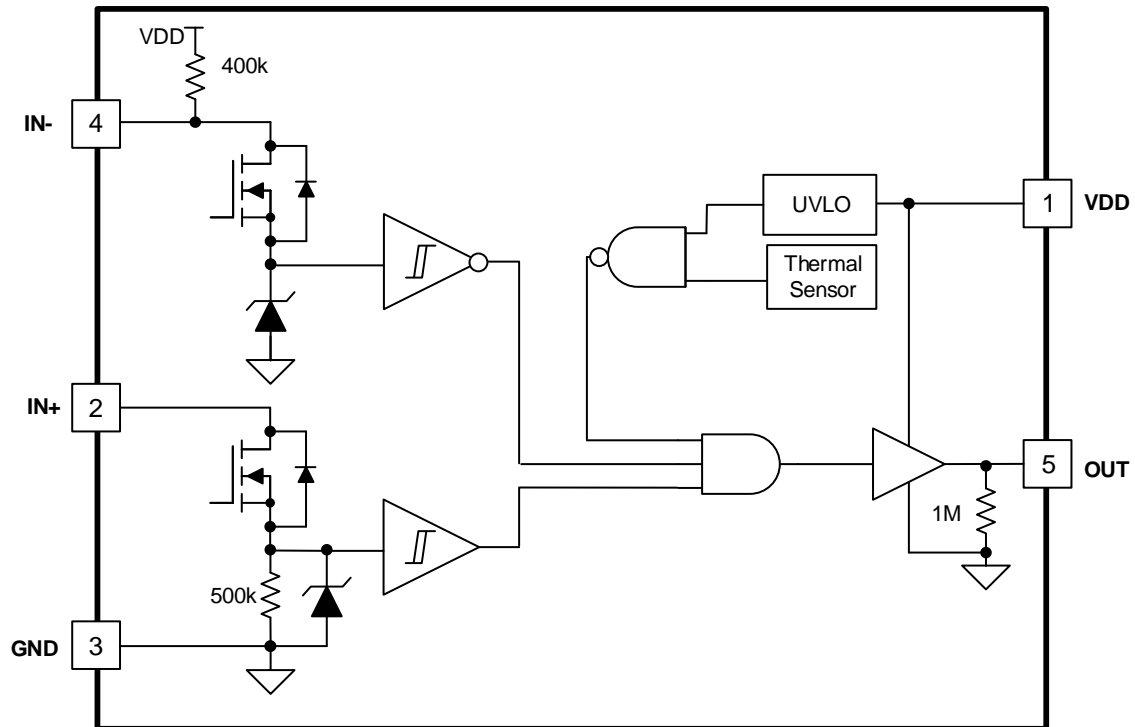 VDD
400k
IN-
4
UVLO
1
VDD
Thermal
Sensor
IN+
2
5
OUT
1M
500k
GND
3